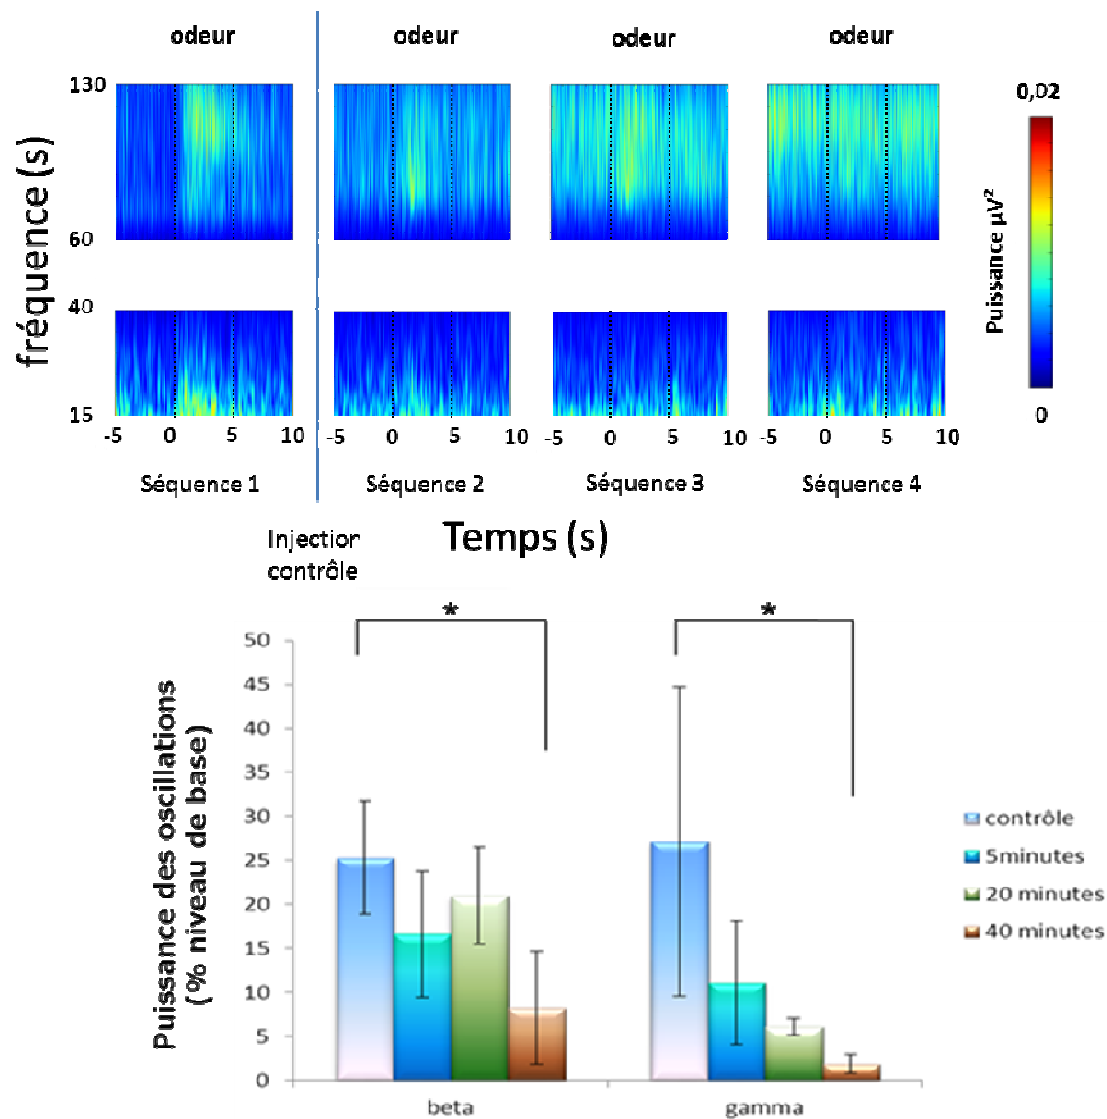 odeur odeur odeur odeur
130
60
40
15
fréquence (s)
0,02
Puissance µV²
0
-5 0 5 10 -5 0 5 10 -5 0 5 10 -5 0 5 10
Séquence 1 Séquence 2 Séquence 3 Séquence 4
Temps (s)
Injection
contrôle
* *
Puissance des oscillations
(% niveau de base)
50
45
40
35
30
25
20
15
10
5
0
beta gamma
contrôle
5minutes
20 minutes
40 minutes